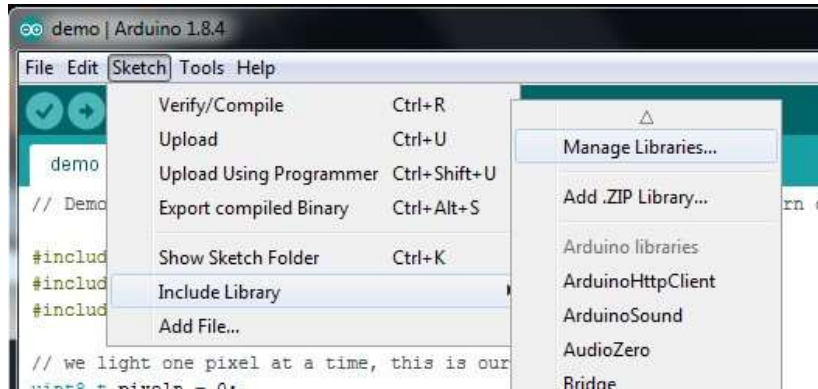 demo | Arduino 1.8.4
File Edit Sketch Tools Help
Verify/Compile Ctrl+R
Upload Ctrl+U
Upload Using Programmer Ctrl+Shift+U
Export compiled Binary Ctrl+Alt+S
Show Sketch Folder Ctrl+K
Include Library
Add File...
Manage Libraries...
Add .ZIP Library...
Arduino libraries
ArduinoHttpClient
ArduinoSound
AudioZero
Bridge
demo
// Demo
#includ
#includ
#includ
// we light one pixel at a time, this is our
uint8_t pixeln = 0;